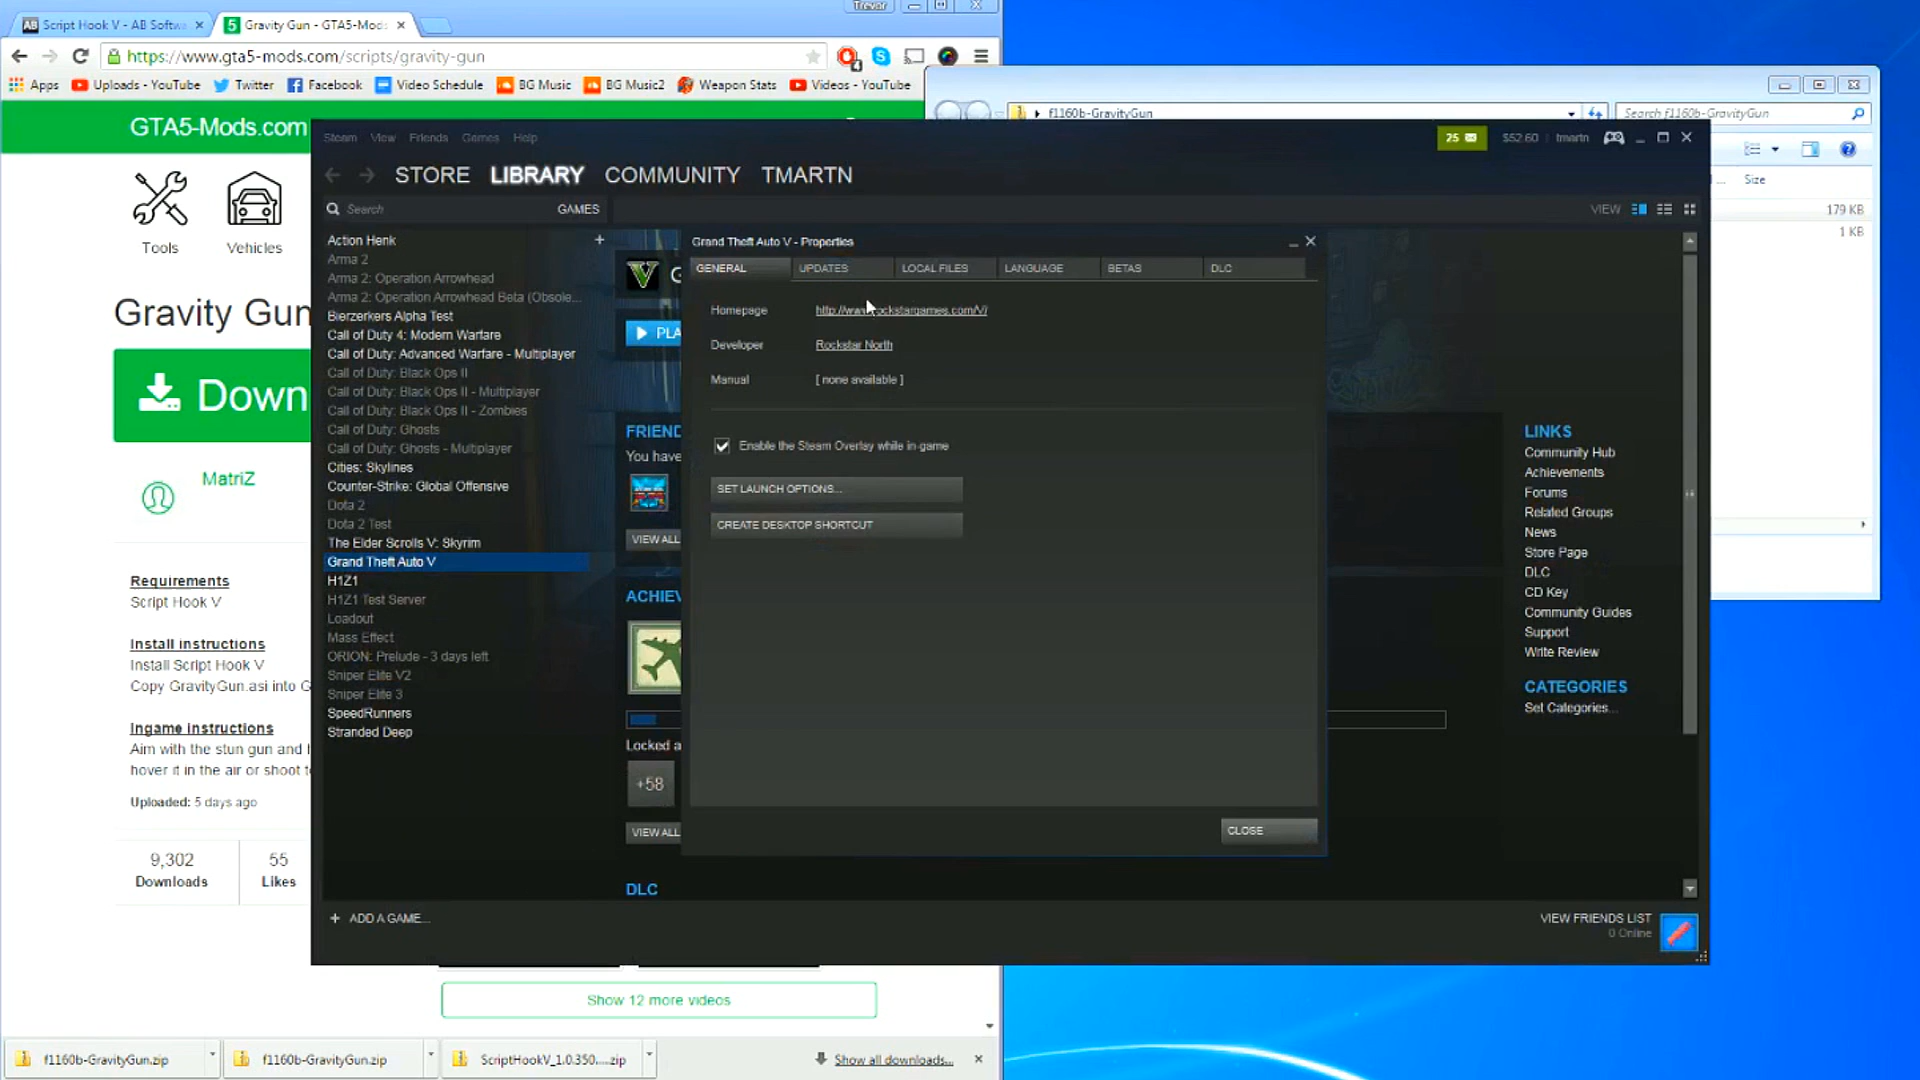 Script Hook V - AB Softwa
Gravity Gun - GTA5-Mods
Trevor
https://www.gta5-mods.com/scripts/gravity-gun
Apps
Uploads - YouTube
Twitter
Facebook
Video Schedule
BG Music
BG Music2
Weapon Stats
Videos - YouTube
f1160b-GravityGun
Search f1160b-GravityGun
Size
179 KB
1 KB
GTA5-Mods.com
Tools
Vehicles
Gravity Gun
Down
MatriZ
Requirements
Script Hook V
Install instructions
Install Script Hook V
Copy GravityGun.asi into G
Ingame instructions
Aim with the stun gun and
hover it in the air or shoot
Uploaded: 5 days ago
9,302
Downloads
55
Likes
Steam View Friends Games Help
25
$52.60
tmartn
STORE LIBRARY COMMUNITY TMARTN
Search
GAMES
VIEW
Action Henk
+
Arma 2
Arma 2: Operation Arrowhead
Arma 2: Operation Arrowhead Beta (Obsole...
Bierzerkers Alpha Test
Call of Duty 4: Modern Warfare
Call of Duty: Advanced Warfare - Multiplayer
Call of Duty: Black Ops II
Call of Duty: Black Ops II - Multiplayer
Call of Duty: Black Ops II - Zombies
Call of Duty: Ghosts
Call of Duty: Ghosts - Multiplayer
Cities: Skylines
Counter-Strike: Global Offensive
Dota 2
Dota 2 Test
The Elder Scrolls V: Skyrim
Grand Theft Auto V
H1Z1
H1Z1 Test Server
Loadout
Mass Effect
ORION: Prelude - 3 days left
Sniper Elite V2
Sniper Elite 3
SpeedRunners
Stranded Deep
+ ADD A GAME...
G
PLA
FRIEND
You have
VIEW ALL
ACHIEV
Locked a
+58
VIEW ALL
DLC
Grand Theft Auto V - Properties
GENERAL
UPDATES
LOCAL FILES
LANGUAGE
BETAS
DLC
Homepage
http://www.rockstargames.com/V/
Developer
Rockstar North
Manual
[ none available ]
Enable the Steam Overlay while in-game
SET LAUNCH OPTIONS...
CREATE DESKTOP SHORTCUT
CLOSE
LINKS
Community Hub
Achievements
Forums
Related Groups
News
Store Page
DLC
CD Key
Community Guides
Support
Write Review
CATEGORIES
Set Categories...
VIEW FRIENDS LIST
0 Online
Show 12 more videos
f1160b-GravityGun.zip
f1160b-GravityGun.zip
ScriptHookV_1.0.350....zip
Show all downloads...